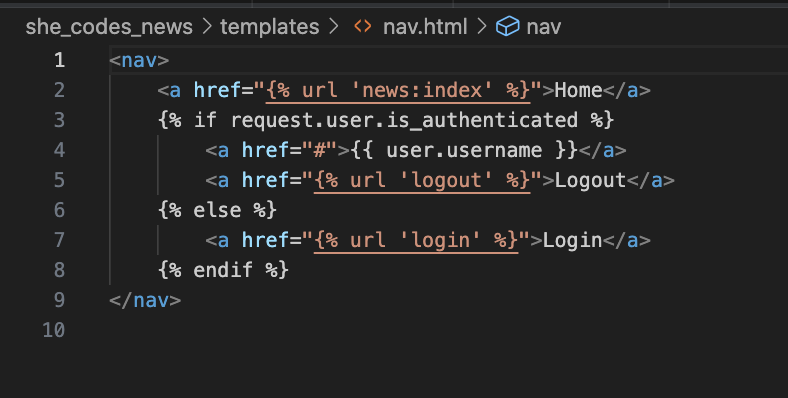 she_codes_news > templates > <> nav.html > nav
1 <nav>
2 <a href="{% url 'news:index' %}">Home</a>
3 {% if request.user.is_authenticated %}
4 <a href="#">{{ user.username }}</a>
5 <a href="{% url 'logout' %}">Logout</a>
6 {% else %}
7 <a href="{% url 'login' %}">Login</a>
8 {% endif %}
9 </nav>
10